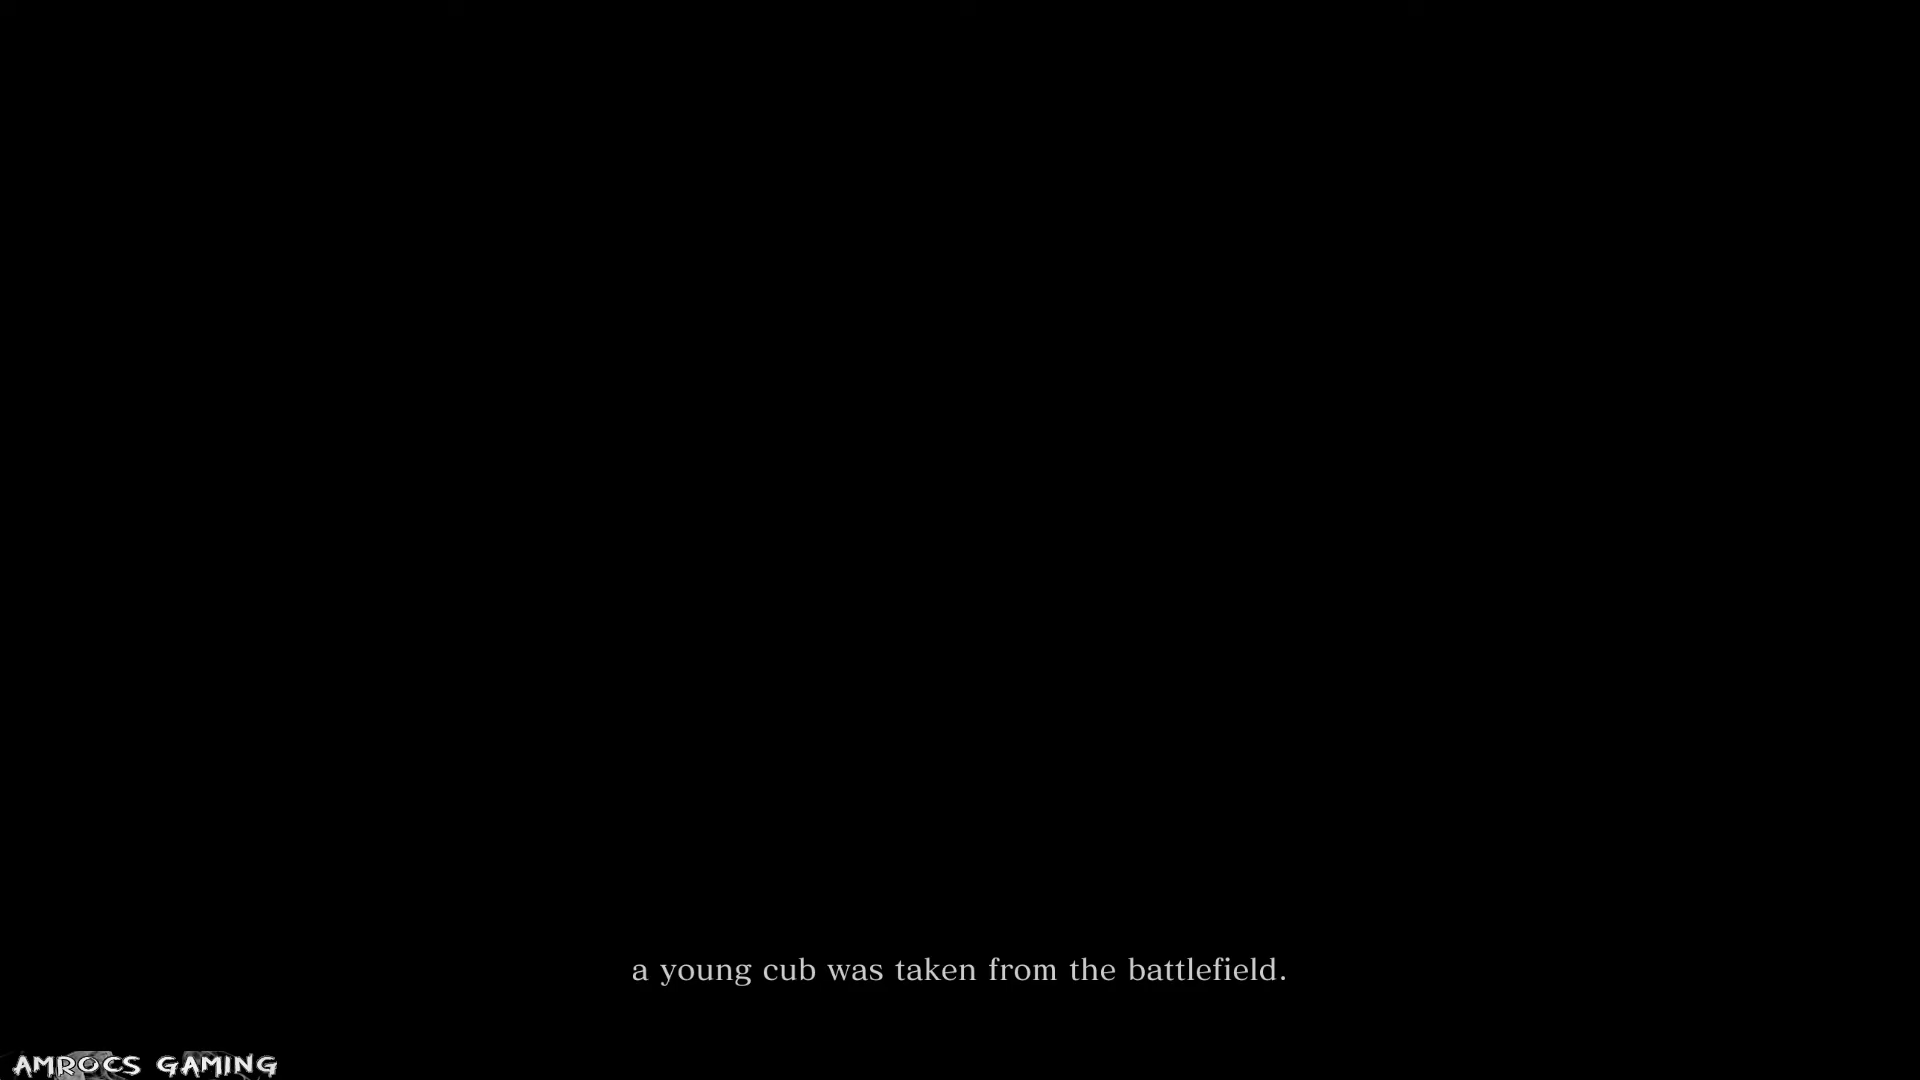 a young cub was taken from the battlefield.
AMROCS GAMING